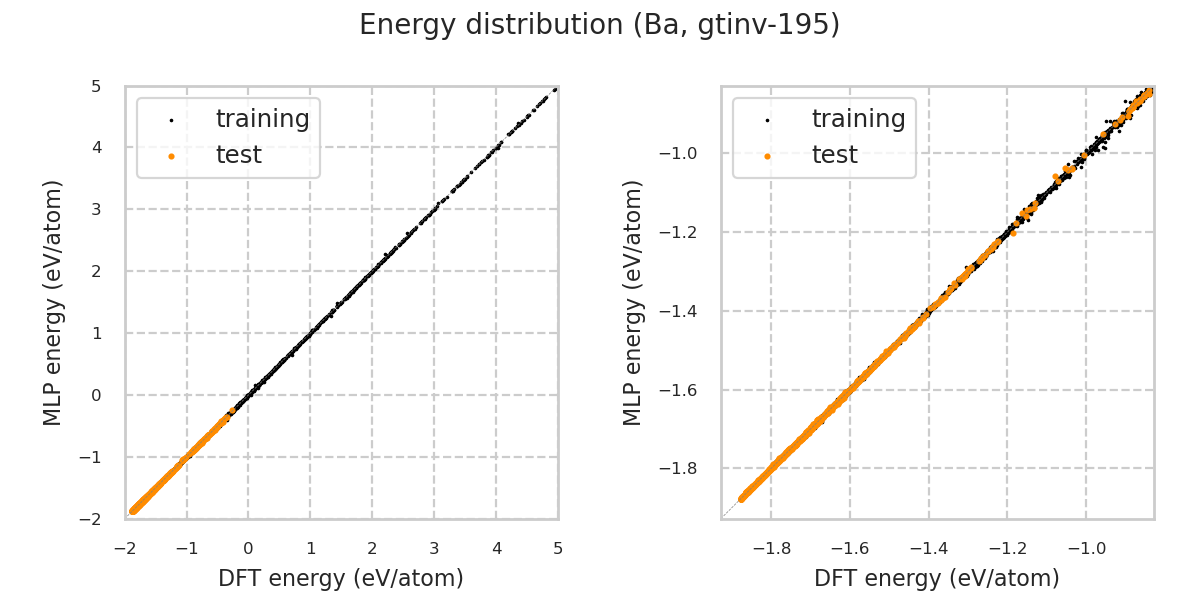 Energy distribution (Ba, gtinv-195)
training
test
5
4
3
2
1
0
−1
−2
−2 −1 0 1 2 3 4 5
MLP energy (eV/atom)
DFT energy (eV/atom)
training
test
−1.0
−1.2
−1.4
−1.6
−1.8
−1.8 −1.6 −1.4 −1.2 −1.0
MLP energy (eV/atom)
DFT energy (eV/atom)